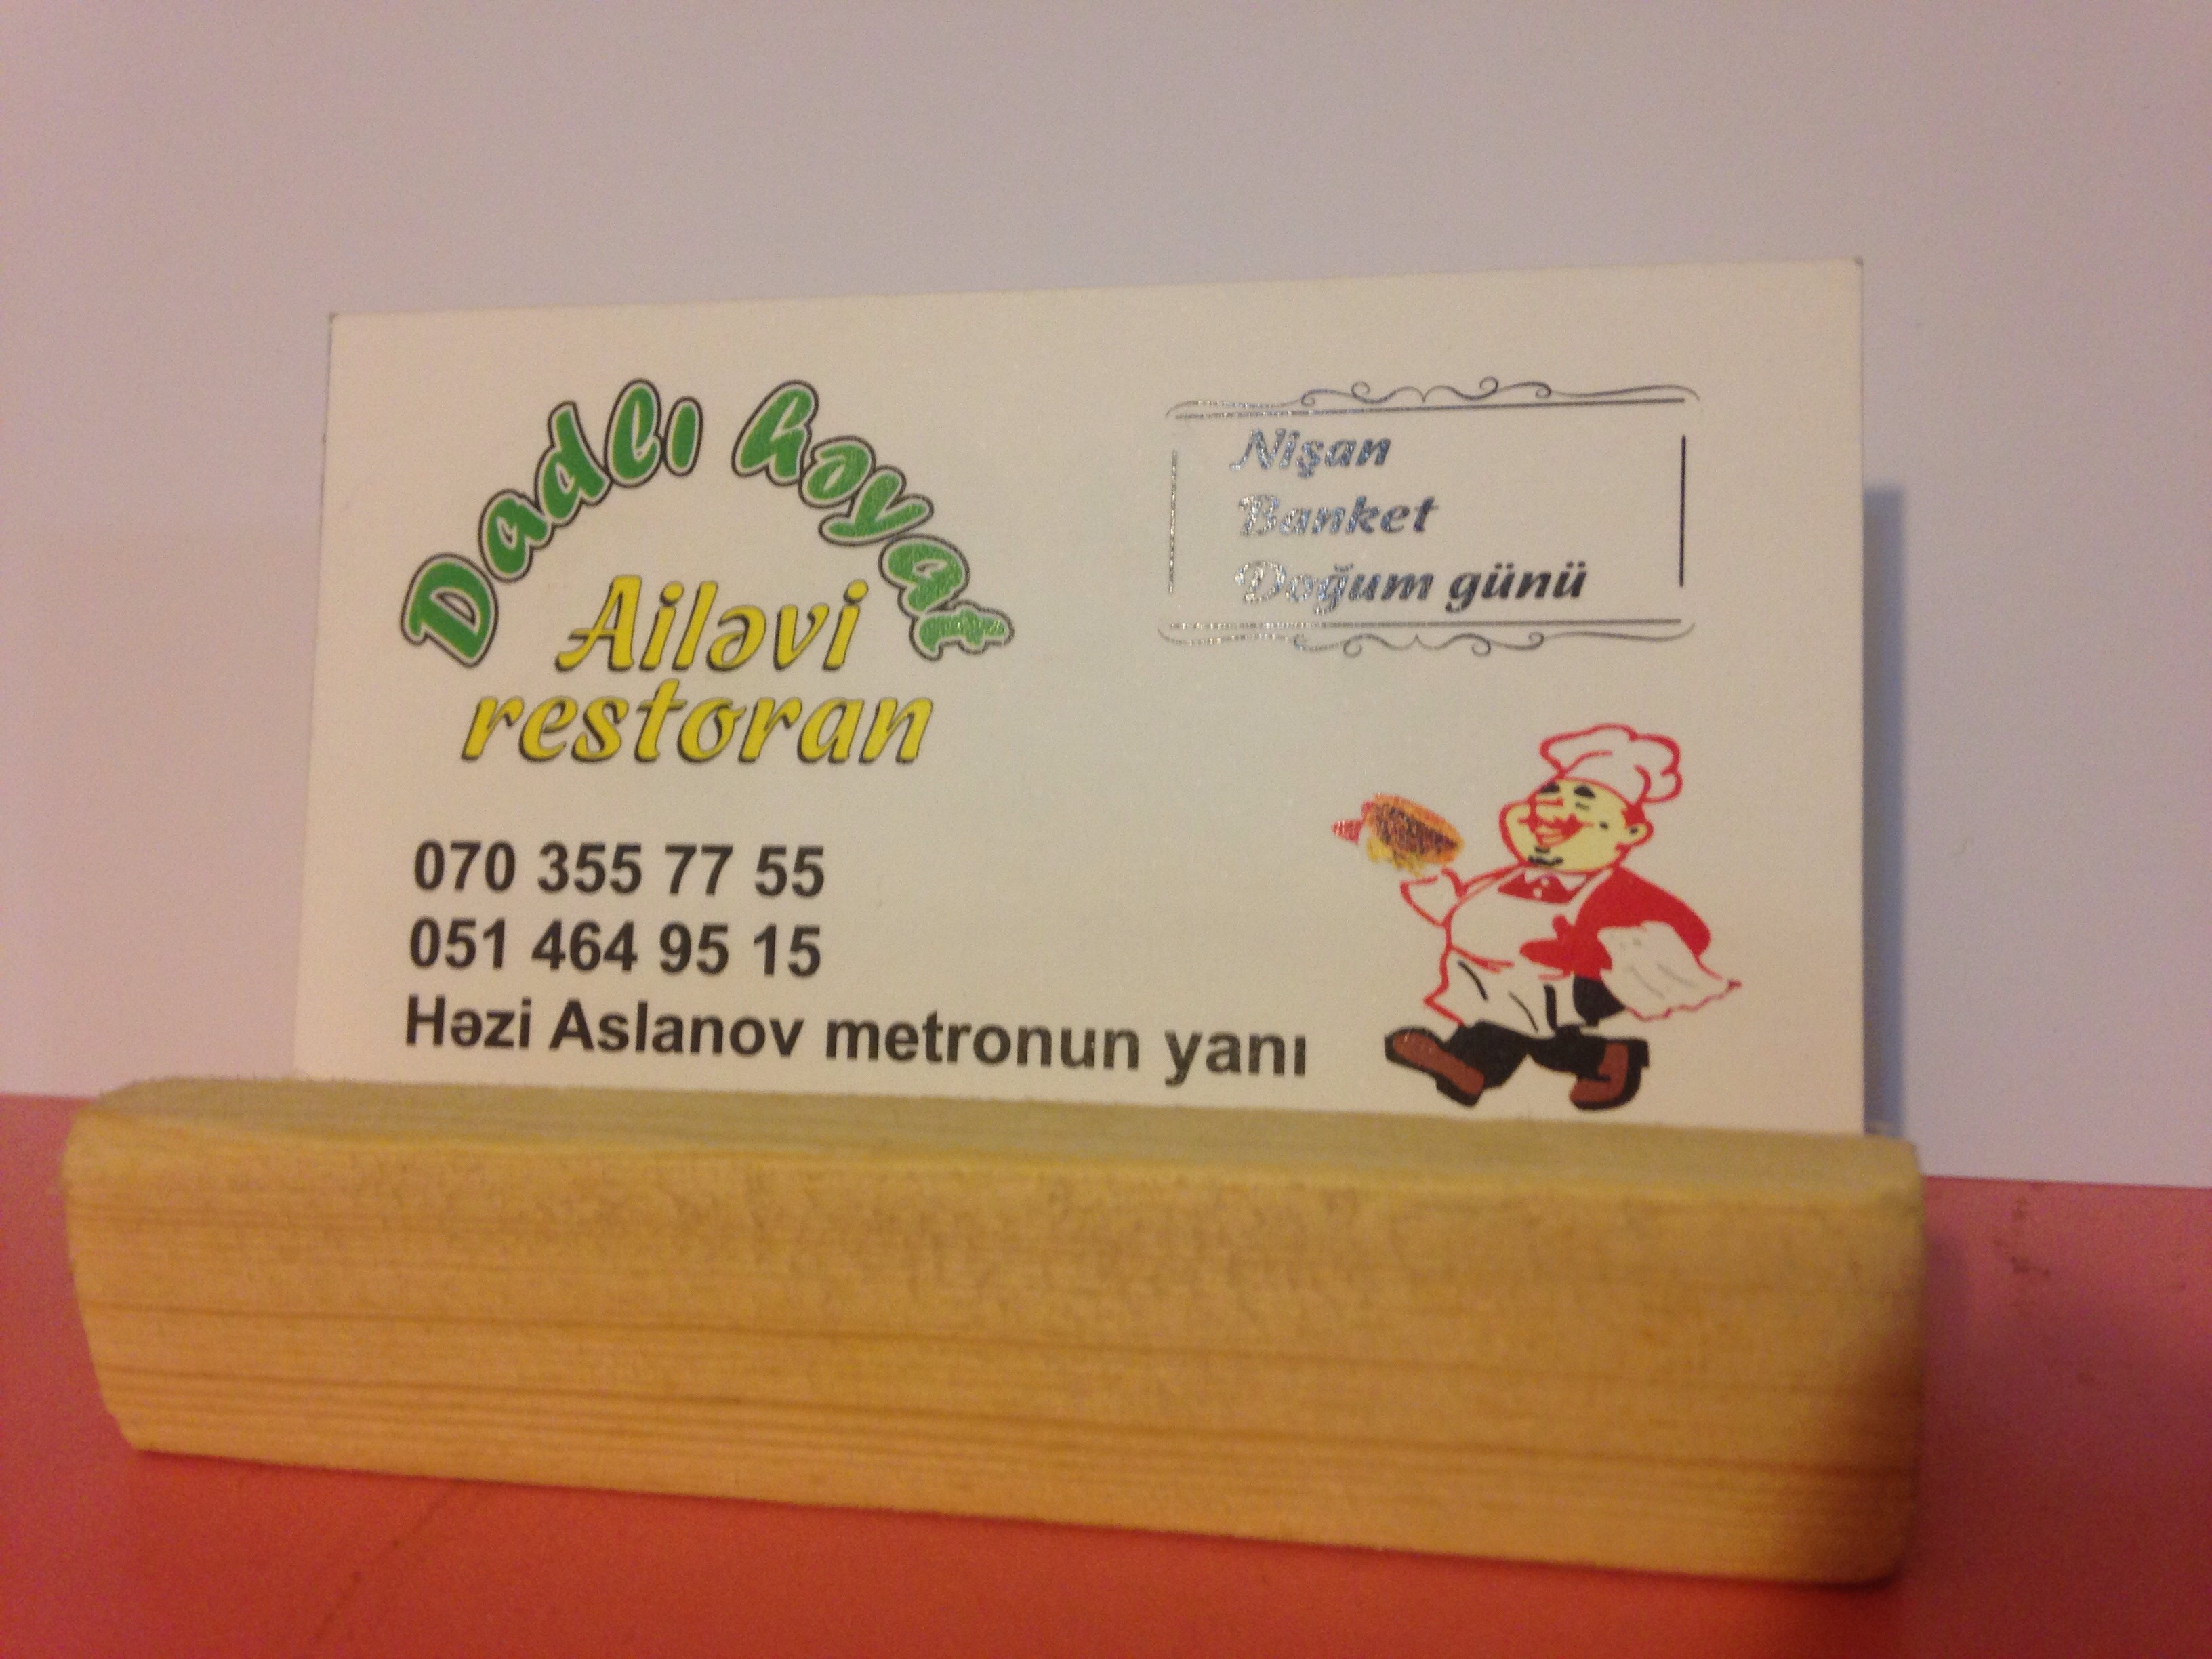 Dadlı həyat
Ailəvi
restoran
070 355 77 55
051 464 95 15
Həzi Aslanov metronun yanı
Nişan
Banket
Doğum günü